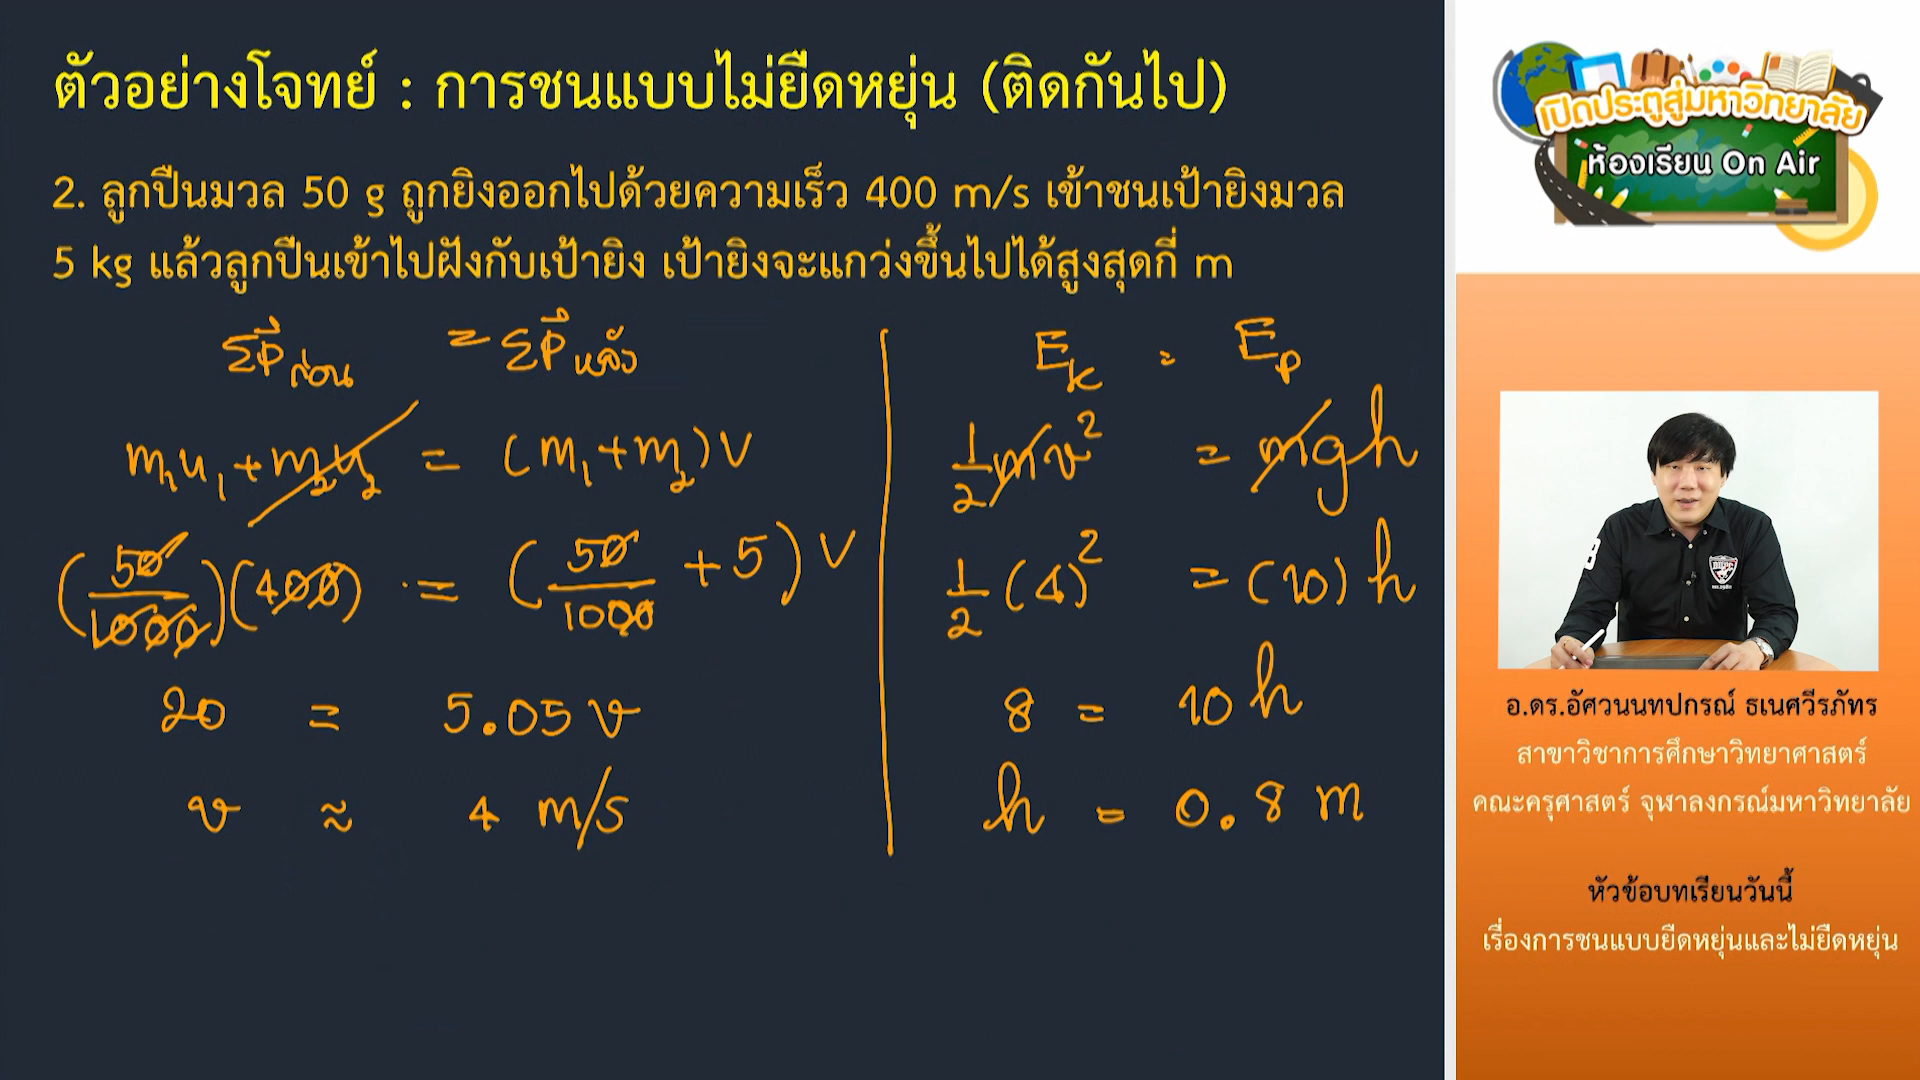 ตัวอย่างโจทย์ : การชนแบบไม่ยืดหยุ่น (ติดกันไป)
2. ลูกปืนมวล 50 g ถูกยิงออกไปด้วยความเร็ว 400 m/s เข้าชนเป้ายิงมวล
5 kg แล้วลูกปืนเข้าไปฝังกับเป้ายิง เป้ายิงจะแกว่งขึ้นไปได้สูงสุดกี่ m
Σp⃗ก่อน = Σp⃗หลัง
m₁u₁ + m₂u₂ = (m₁ + m₂)v
(50/1000)(400) = (50/1000 + 5)v
20 = 5.05 v
v ≈ 4 m/s
Eₖ = Eₚ
1/2 mv² = mgh
1/2 (4)² = (10) h
8 = 10 h
h = 0.8 m
เปิดประตูสู่มหาวิทยาลัย
ห้องเรียน On Air
อ.ดร.อัศวนนทปกรณ์ ธเนศวีรภัทร
สาขาวิชาการศึกษาวิทยาศาสตร์
คณะครุศาสตร์ จุฬาลงกรณ์มหาวิทยาลัย
หัวข้อบทเรียนวันนี้
เรื่องการชนแบบยืดหยุ่นและไม่ยืดหยุ่น